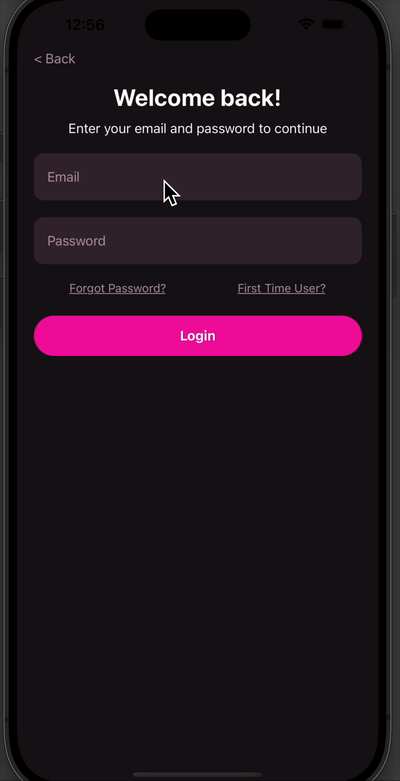 12:56
< Back
Welcome back!
Enter your email and password to continue
Email
Password
Forgot Password? First Time User?
Login